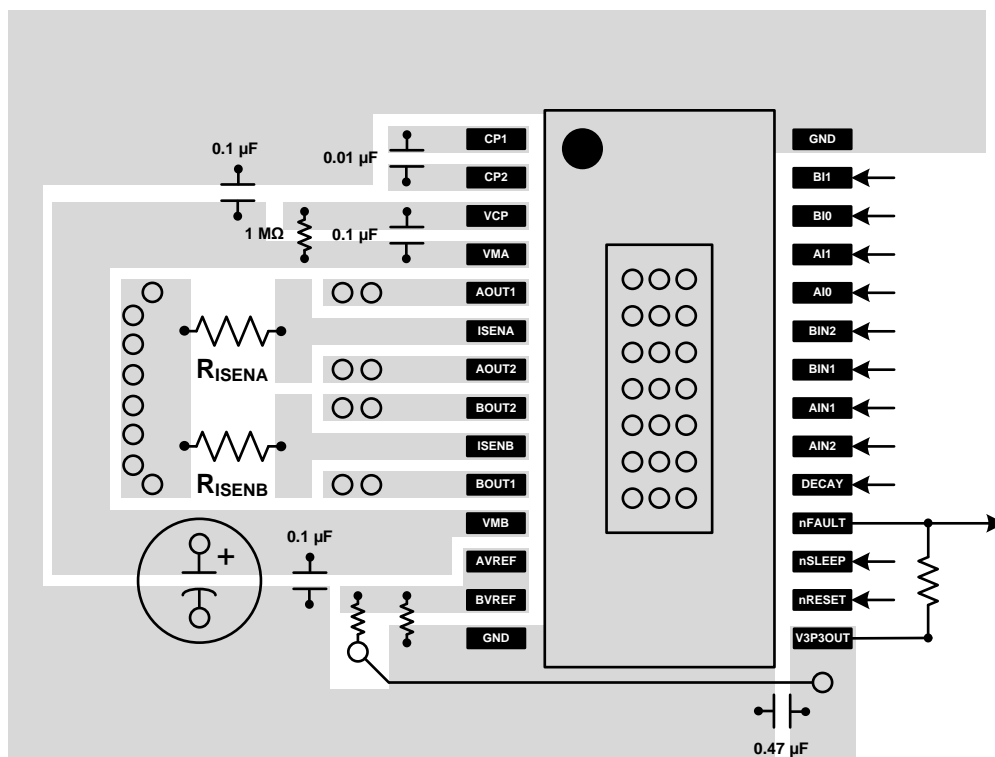 CP1
GND
0.1 µF
0.01 µF
CP2
BI1
VCP
BI0
1 MΩ
0.1 µF
VMA
AI1
AOUT1
AI0
ISENA
BIN2
RISENA
AOUT2
BIN1
BOUT2
AIN1
ISENB
AIN2
RISENB
BOUT1
DECAY
VMB
nFAULT
0.1 µF
+
AVREF
nSLEEP
BVREF
nRESET
GND
V3P3OUT
0.47 µF